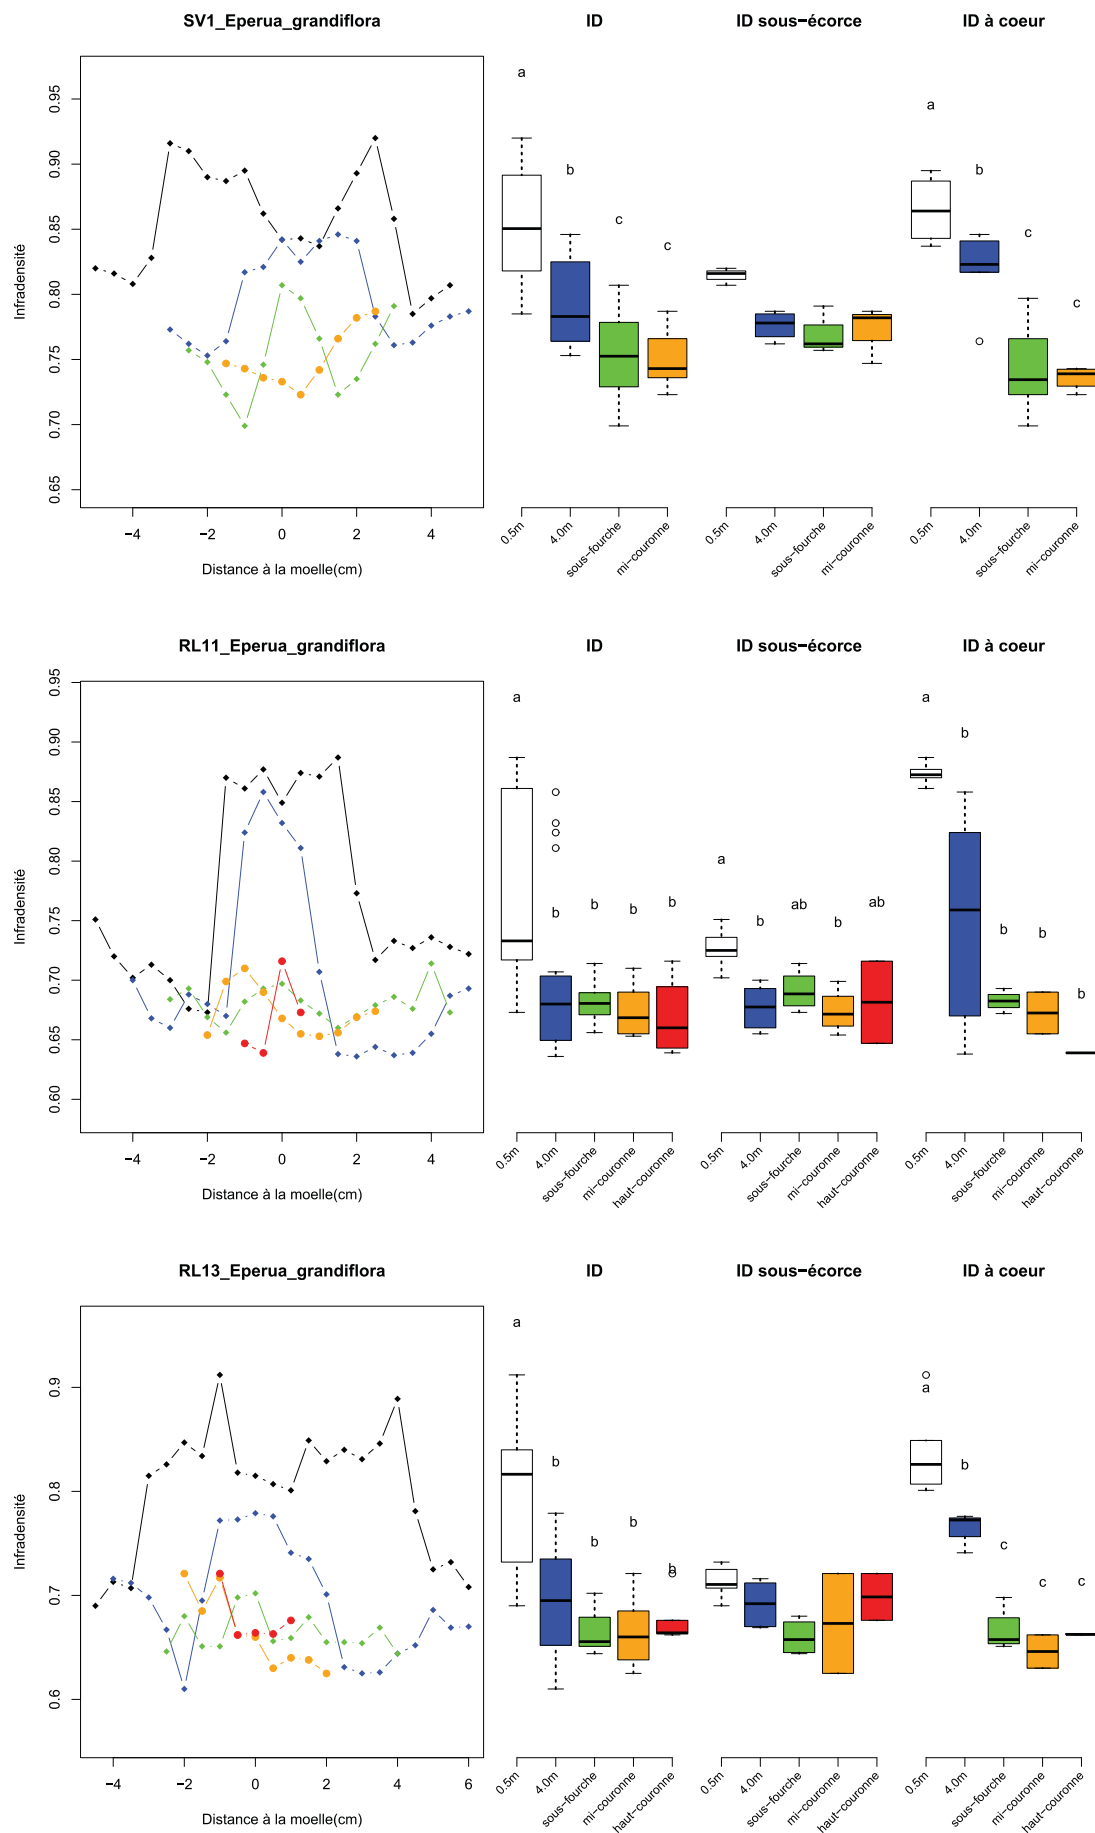 SV1_Eperua_grandiflora
ID
ID sous−écorce
ID à coeur
Infradensité
0.95
0.90
0.85
0.80
0.75
0.70
0.65
−4
−2
0
2
4
Distance à la moelle(cm)
a
b
c
c
0.5m
4.0m
sous−fourche
mi−couronne
0.5m
4.0m
sous−fourche
mi−couronne
a
b
c
c
0.5m
4.0m
sous−fourche
mi−couronne
RL11_Eperua_grandiflora
ID
ID sous−écorce
ID à coeur
Infradensité
0.95
0.90
0.85
0.80
0.75
0.70
0.65
0.60
−4
−2
0
2
4
Distance à la moelle(cm)
a
b
b
b
b
0.5m
4.0m
sous−fourche
mi−couronne
haut−couronne
a
b
ab
b
ab
0.5m
4.0m
sous−fourche
mi−couronne
haut−couronne
a
b
b
b
b
0.5m
4.0m
sous−fourche
mi−couronne
haut−couronne
RL13_Eperua_grandiflora
ID
ID sous−écorce
ID à coeur
Infradensité
0.9
0.8
0.7
0.6
−4
−2
0
2
4
6
Distance à la moelle(cm)
a
b
b
b
b
0.5m
4.0m
sous−fourche
mi−couronne
haut−couronne
0.5m
4.0m
sous−fourche
mi−couronne
haut−couronne
a
b
c
c
c
0.5m
4.0m
sous−fourche
mi−couronne
haut−couronne